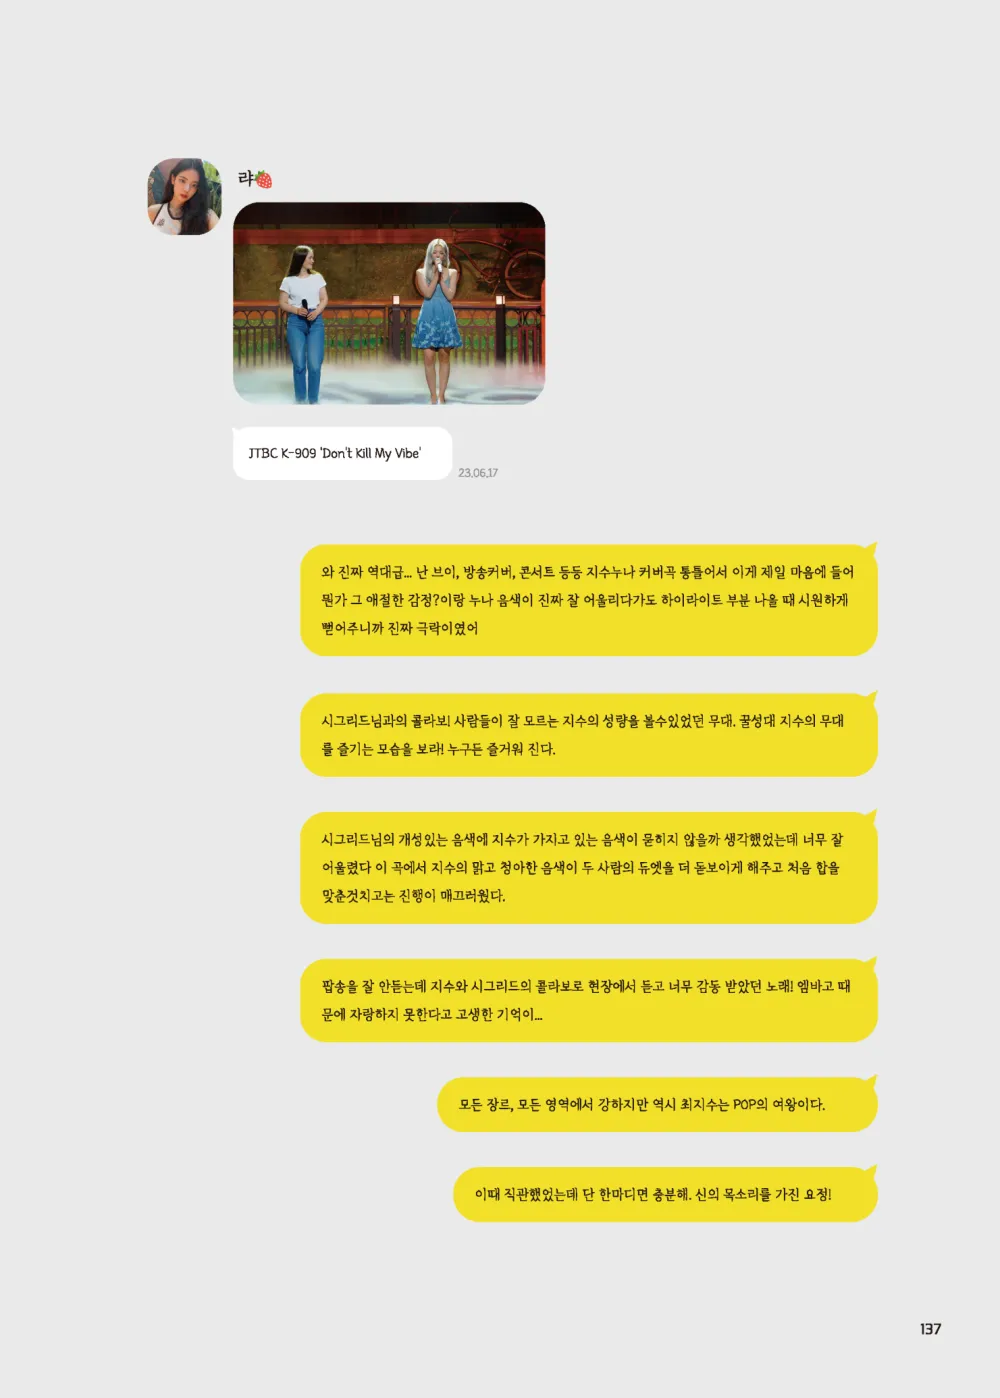 랴🍓
JTBC K-909 'Don't Kill My Vibe'
23.06.17
와 진짜 역대급... 난 브이, 방송커버, 콘서트 등등 지수누나 커버곡 통틀어서 이게 제일 마음에 들어
뭔가 그 애절한 감정?이랑 누나 음색이 진짜 잘 어울리다가도 하이라이트 부분 나올 때 시원하게
뻗어주니까 진짜 극락이였어
시그리드님과의 콜라보! 사람들이 잘 모르는 지수의 성량을 볼수있었던 무대. 꿀성대 지수의 무대
를 즐기는 모습을 보라! 누구든 즐거워 진다.
시그리드님의 개성있는 음색에 지수가 가지고 있는 음색이 묻히지 않을까 생각했었는데 너무 잘
어울렸다 이 곡에서 지수의 맑고 청아한 음색이 두 사람의 듀엣을 더 돋보이게 해주고 처음 합을
맞춘것치고는 진행이 매끄러웠다.
팝송을 잘 안듣는데 지수와 시그리드의 콜라보로 현장에서 듣고 너무 감동 받았던 노래! 엠바고 때
문에 자랑하지 못한다고 고생한 기억이...
모든 장르, 모든 영역에서 강하지만 역시 최지수는 POP의 여왕이다.
이때 직관했었는데 단 한마디면 충분해. 신의 목소리를 가진 요정!
137